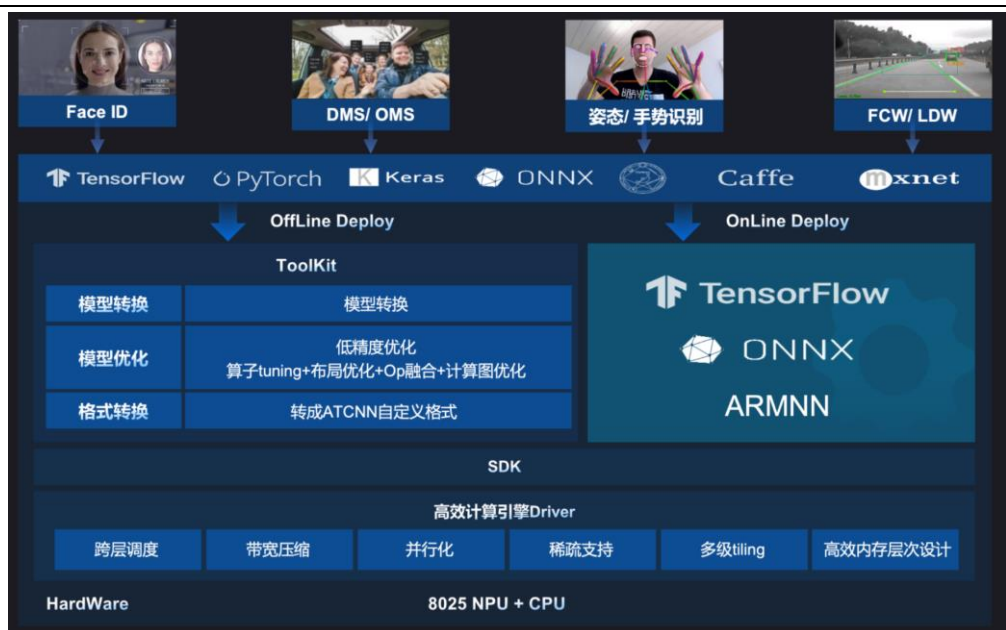 Face ID
DMS/ OMS
姿态/ 手势识别
FCW/ LDW
TensorFlow
PyTorch
K Keras
ONNX
Caffe
mxnet
OffLine Deploy
OnLine Deploy
ToolKit
模型转换
模型转换
模型优化
低精度优化
算子tuning+布局优化+Op融合+计算图优化
格式转换
转成ATCNN自定义格式
TensorFlow
ONNX
ARMNN
SDK
高效计算引擎Driver
跨层调度
带宽压缩
并行化
稀疏支持
多级tiling
高效内存层次设计
HardWare
8025 NPU + CPU